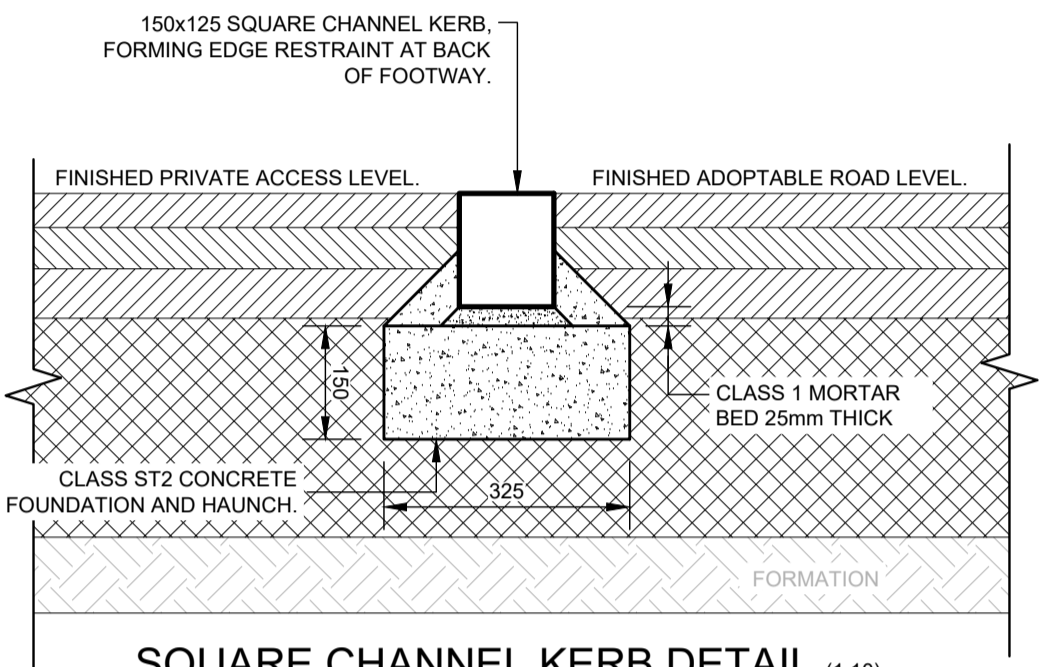 150x125 SQUARE CHANNEL KERB,
FORMING EDGE RESTRAINT AT BACK
OF FOOTWAY.
FINISHED PRIVATE ACCESS LEVEL.
FINISHED ADOPTABLE ROAD LEVEL.
150
CLASS 1 MORTAR
BED 25mm THICK
CLASS ST2 CONCRETE
FOUNDATION AND HAUNCH.
325
FORMATION
SQUARE CHANNEL KERB DETAIL (1:10)